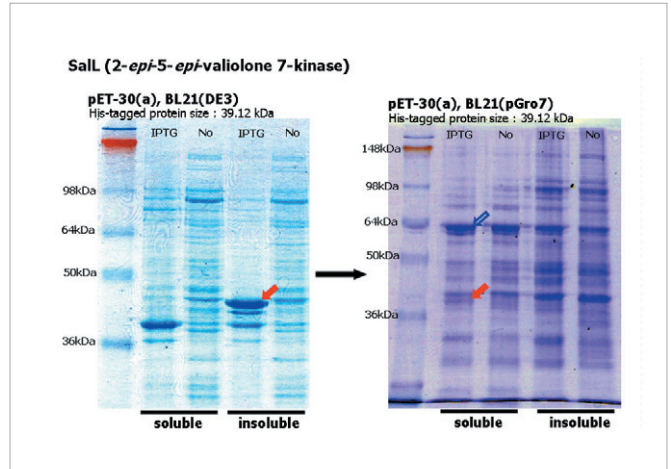 SalL (2-epi-5-epi-valiolone 7-kinase)
pET-30(a), BL21(DE3)
His-tagged protein size : 39.12 kDa
IPTG No IPTG No
98kDa
64kDa
50kDa
36kDa
soluble insoluble
pET-30(a), BL21(pGro7)
His-tagged protein size : 39.12 kDa
IPTG No IPTG No
148kDa
98kDa
64kDa
50kDa
36kDa
soluble insoluble